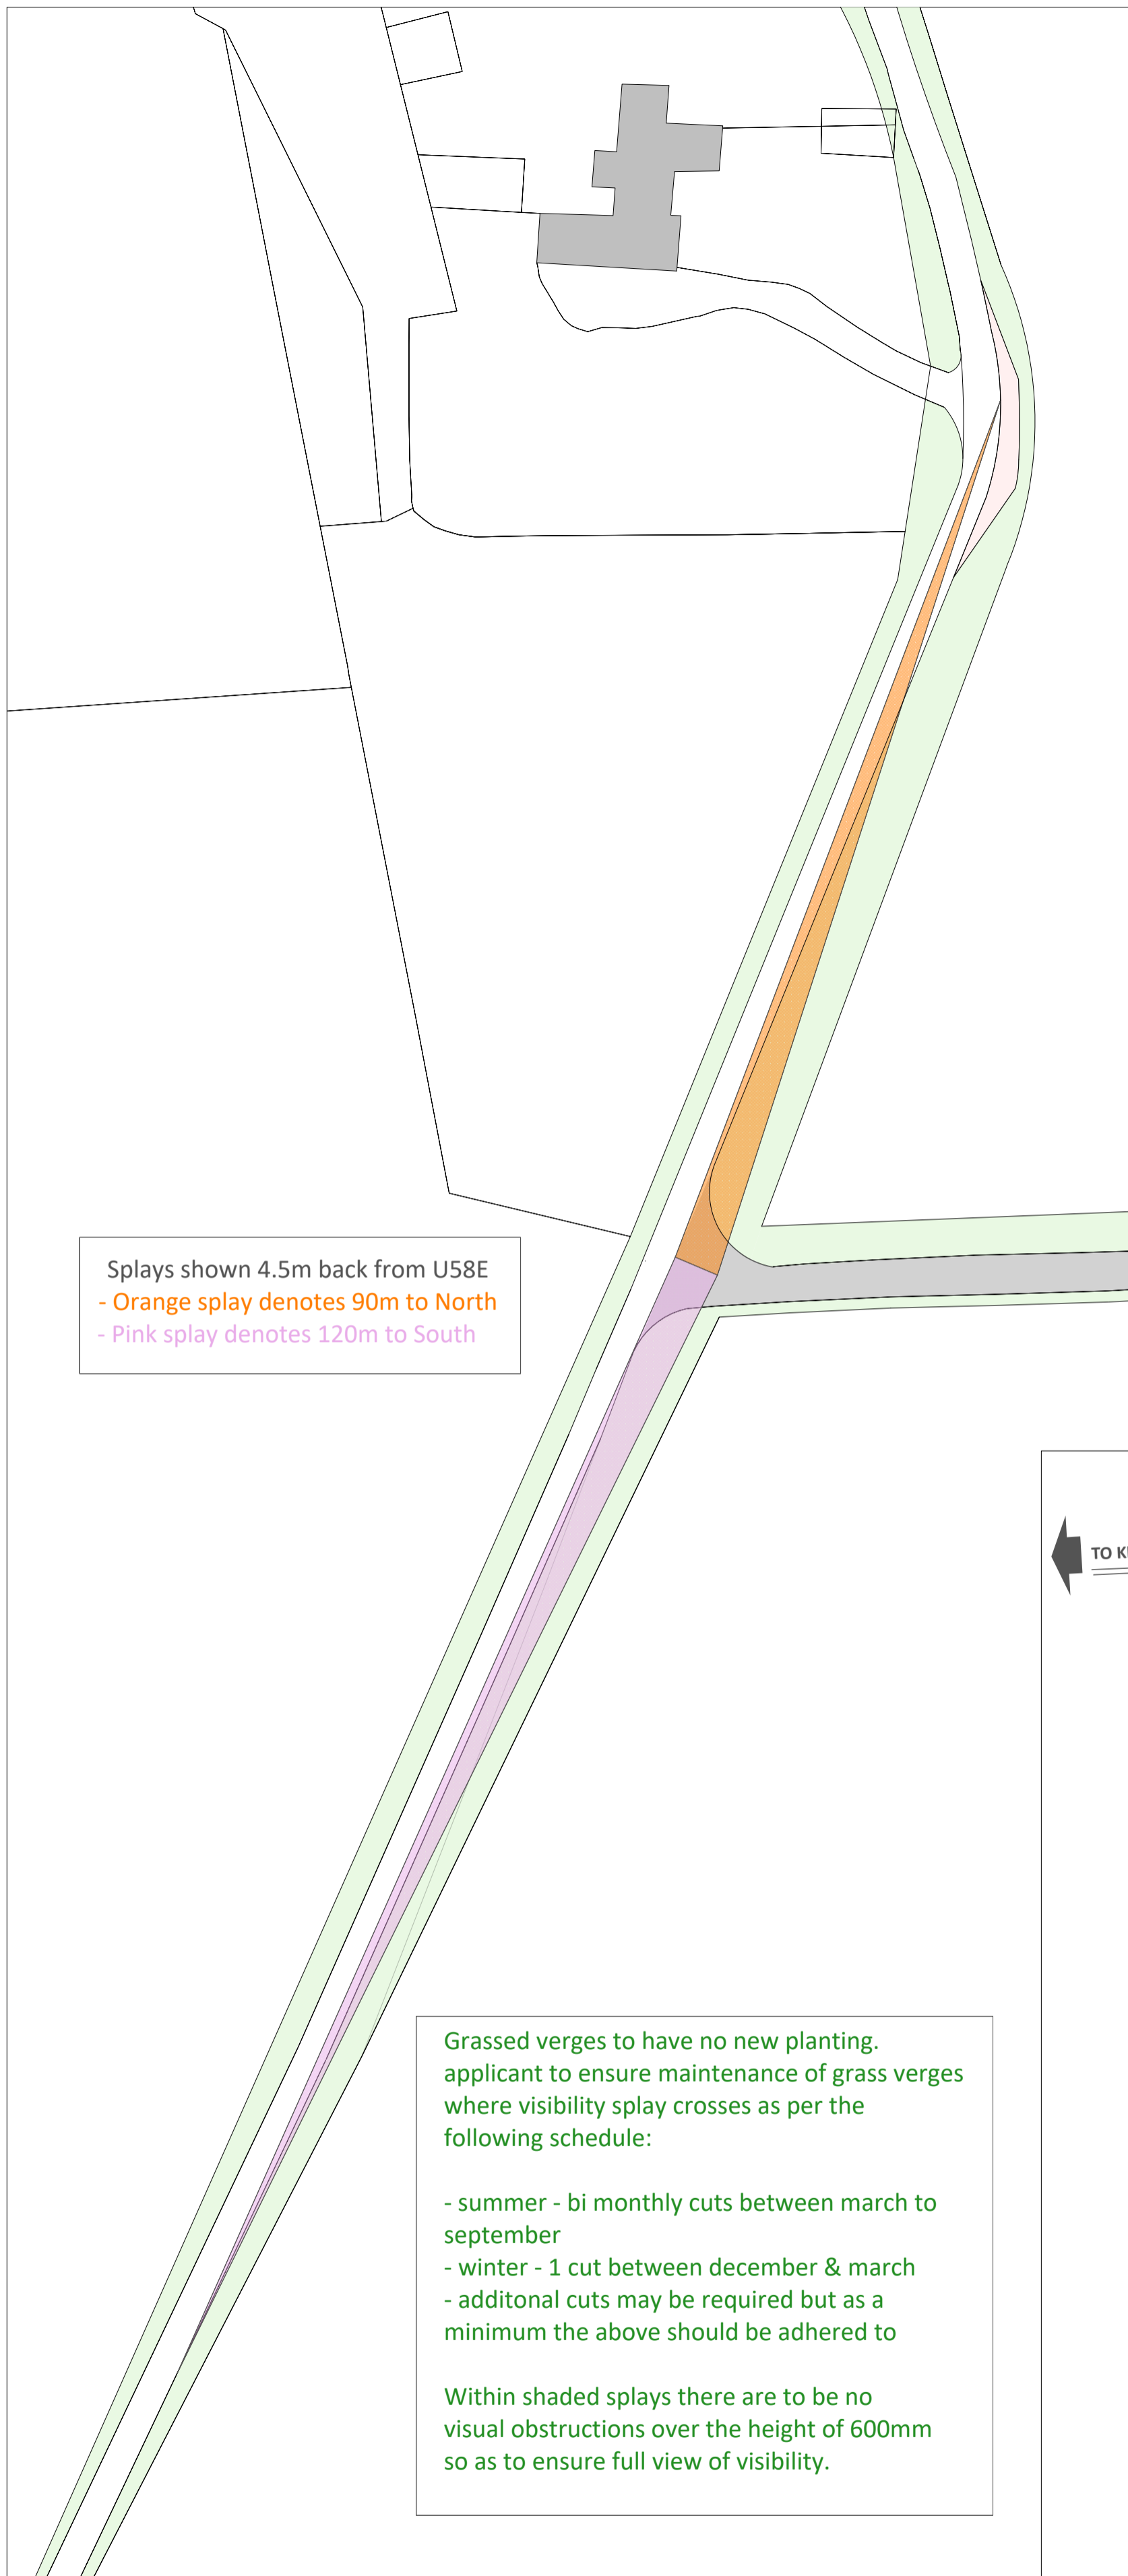 Splays shown 4.5m back from U58E
- Orange splay denotes 90m to North
- Pink splay denotes 120m to South
TO K
Grassed verges to have no new planting.
applicant to ensure maintenance of grass verges
where visibility splay crosses as per the
following schedule:
- summer - bi monthly cuts between march to
september
- winter - 1 cut between december & march
- additonal cuts may be required but as a
minimum the above should be adhered to
Within shaded splays there are to be no
visual obstructions over the height of 600mm
so as to ensure full view of visibility.